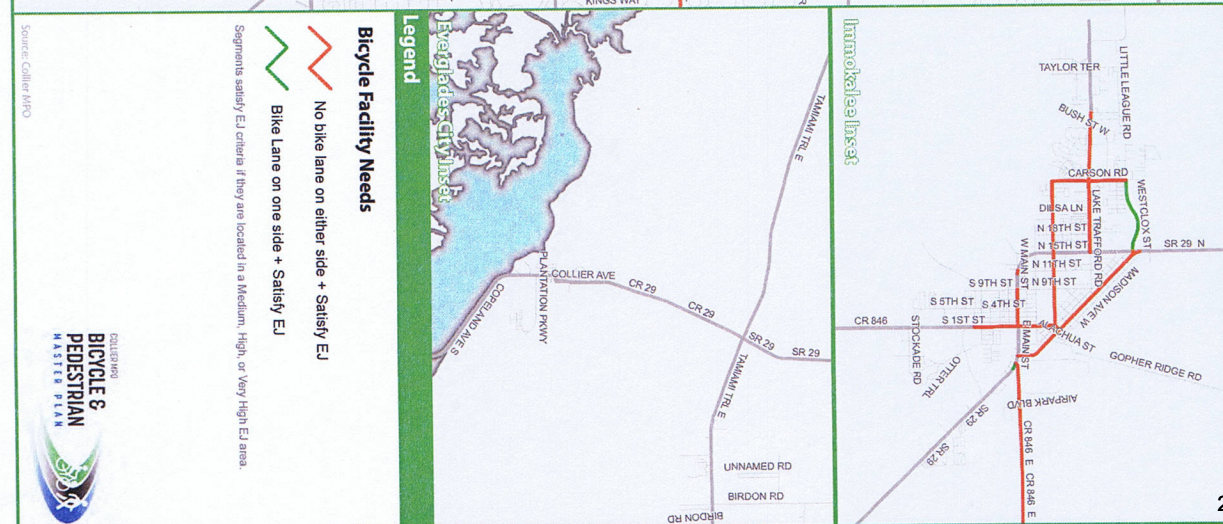 KINGS WAY
Immokalee Inset
LITTLE LEAGUE RD
TAYLOR TER
BUSH ST W
CARSON RD
WESTCLOX ST
LAKE TRAFFORD RD
DILSA LN
N 18TH ST
N 15TH ST
N 11TH ST
N 9TH ST
SR 29 N
W MAIN ST
S 9TH ST
S 5TH ST
S 4TH ST
S 1ST ST
CR 846
MADISON AVE W
ALACHUA ST
E MAIN ST
GOPHER RIDGE RD
STOCKADE RD
OTTER TRL
AIRPARK BLVD
SR 29
SR 29
CR 846 E
CR 846 E
Everglades City Inset
TAMIAMI TRL E
PLANTATION PKWY
COLLIER AVE
CR 29
CR 29
COPELAND AVE S
SR 29
SR 29
TAMIAMI TRL E
UNNAMED RD
BIRDON RD
BIRDON RD
Legend
Bicycle Facility Needs
No bike lane on either side + Satisfy EJ
Bike Lane on one side + Satisfy EJ
Segments satisfy EJ criteria if they are located in a Medium, High, or Very High EJ area.
COLLIER MPO
BICYCLE &
PEDESTRIAN
MASTER PLAN
Source: Collier MPO
2